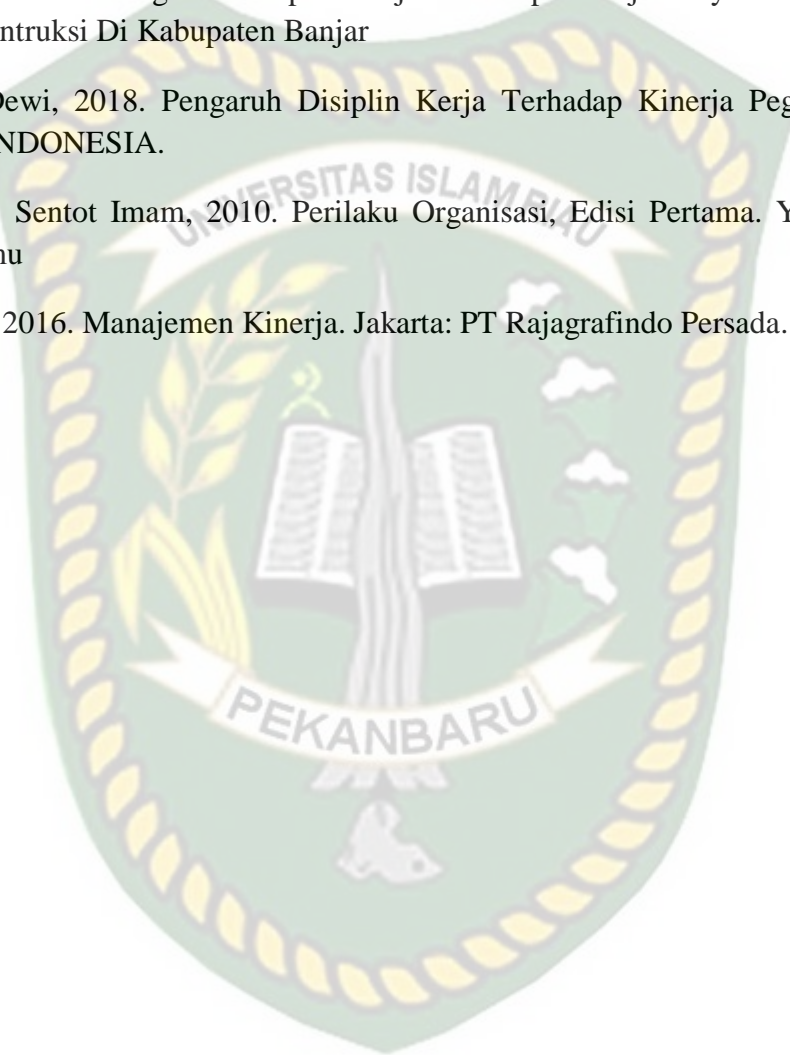 ntruksi Di Kabupaten Banjar
Dewi, 2018. Pengaruh Disiplin Kerja Terhadap Kinerja Peg
INDONESIA.
Sentot Imam, 2010. Perilaku Organisasi, Edisi Pertama. Y
nu
2016. Manajemen Kinerja. Jakarta: PT Rajagrafindo Persada.
UNIVERSITAS ISLAM RIAU
PEKANBARU